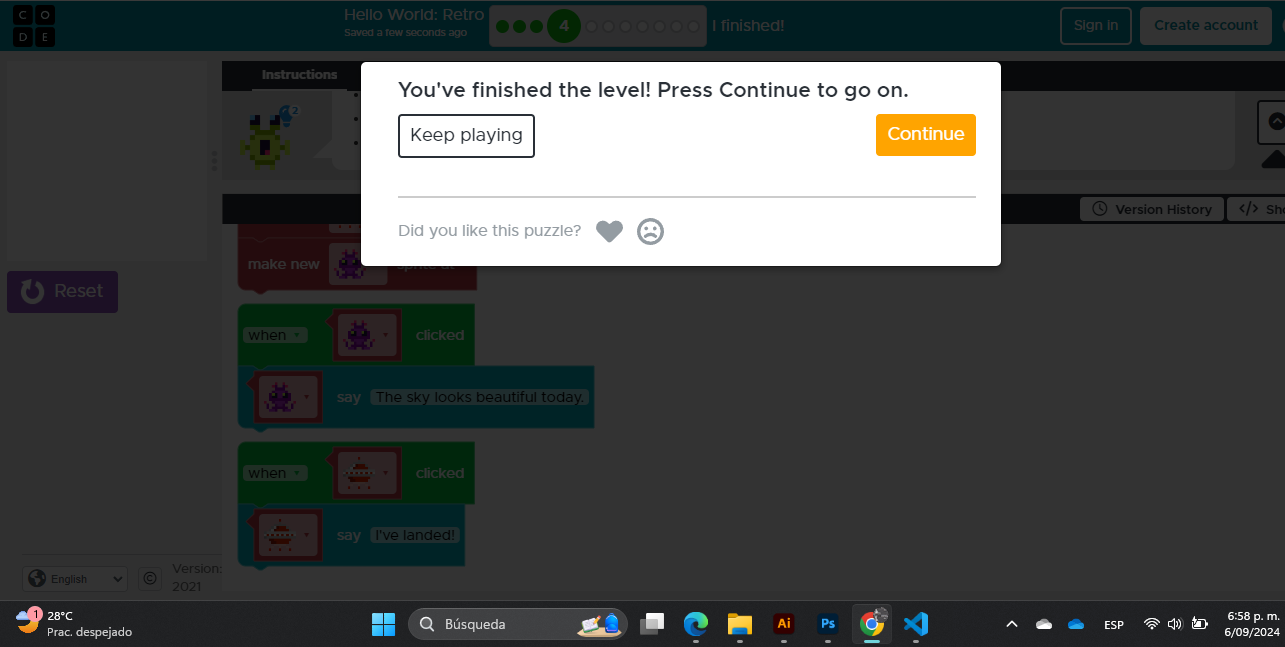 C O
D E
Hello World: Retro
Saved a few seconds ago
4
I finished!
Sign in
Create account
Instructions
2
You've finished the level! Press Continue to go on.
Keep playing
Continue
Did you like this puzzle?
Version History
</> Sh
Reset
make new
sprite
when
clicked
say The sky looks beautiful today.
when
clicked
say I've landed!
English
©
Version:
2021
1
28°C
Prac. despejado
Búsqueda
Ai
Ps
ESP
6:58 p. m.
6/09/2024